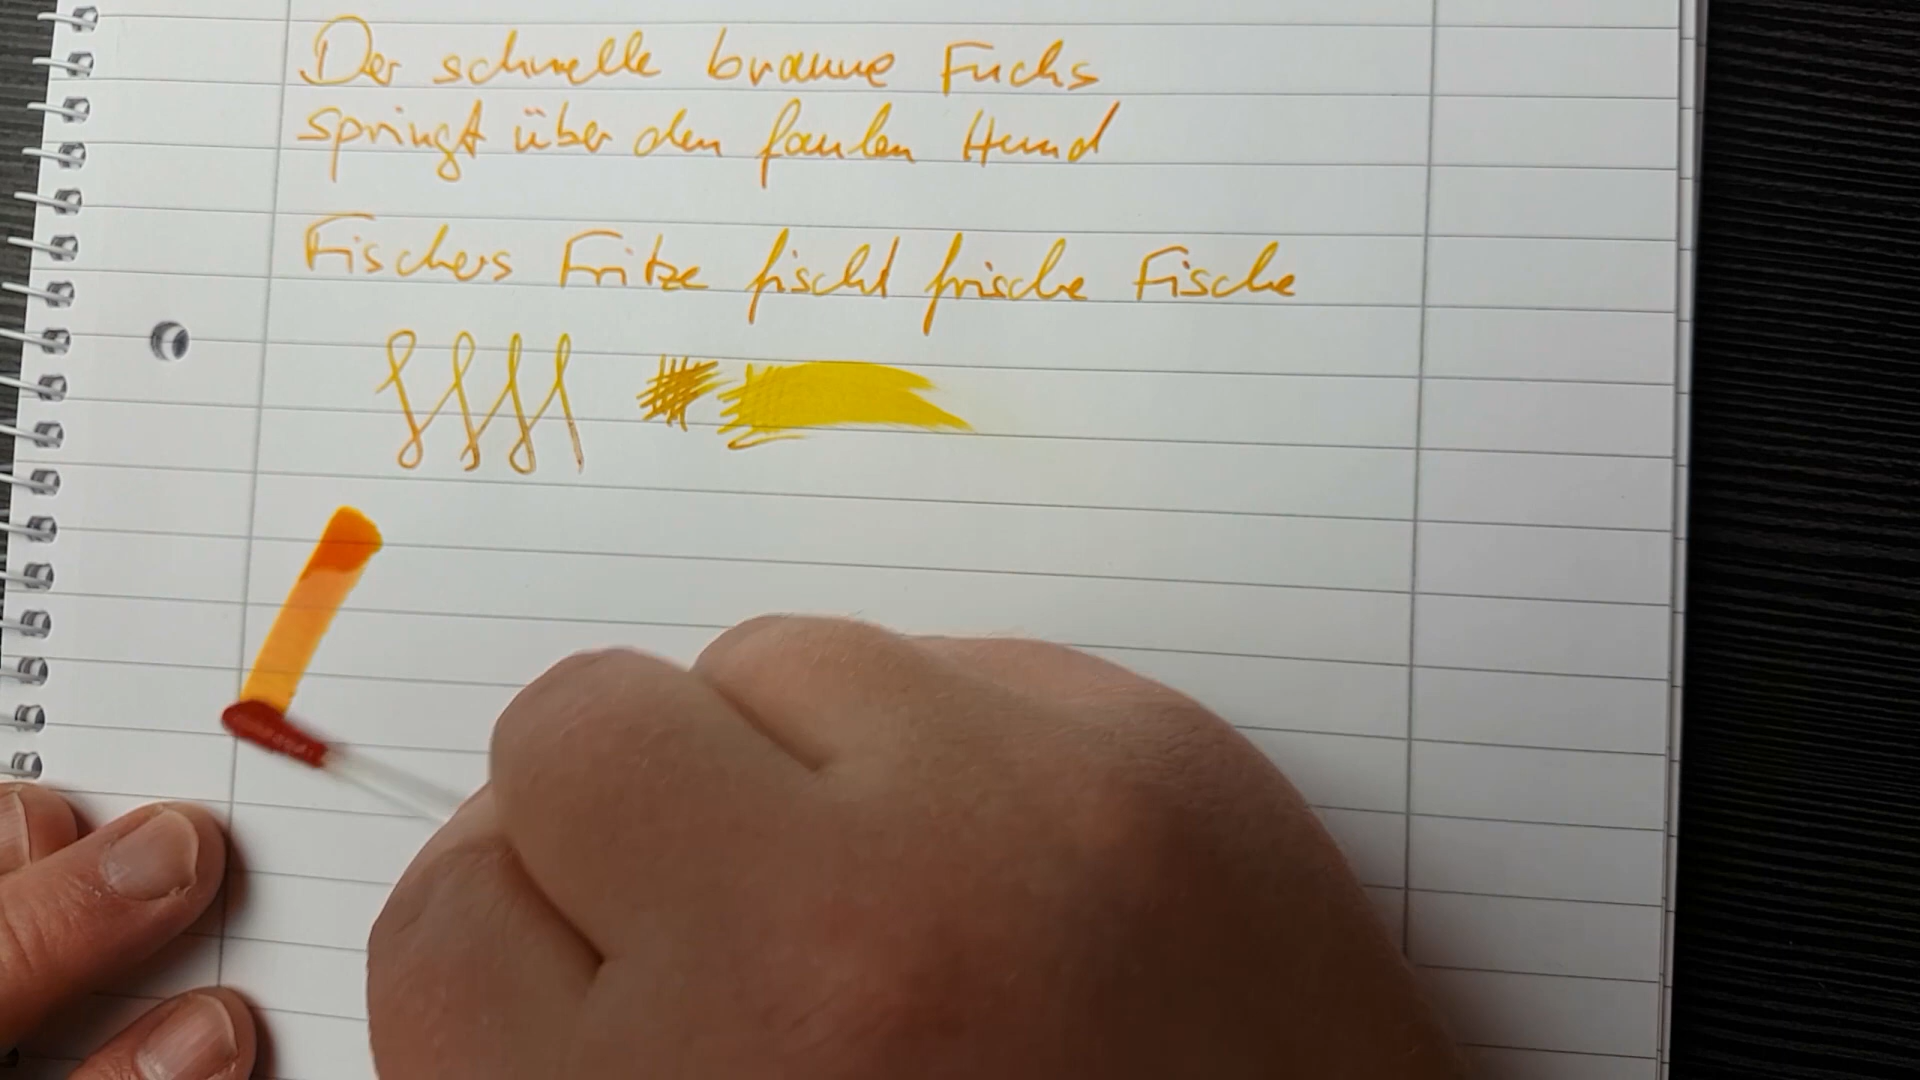 Der schnelle braune Fuchs
springt über den faulen Hund
Fischers Fritze fischt frische Fische